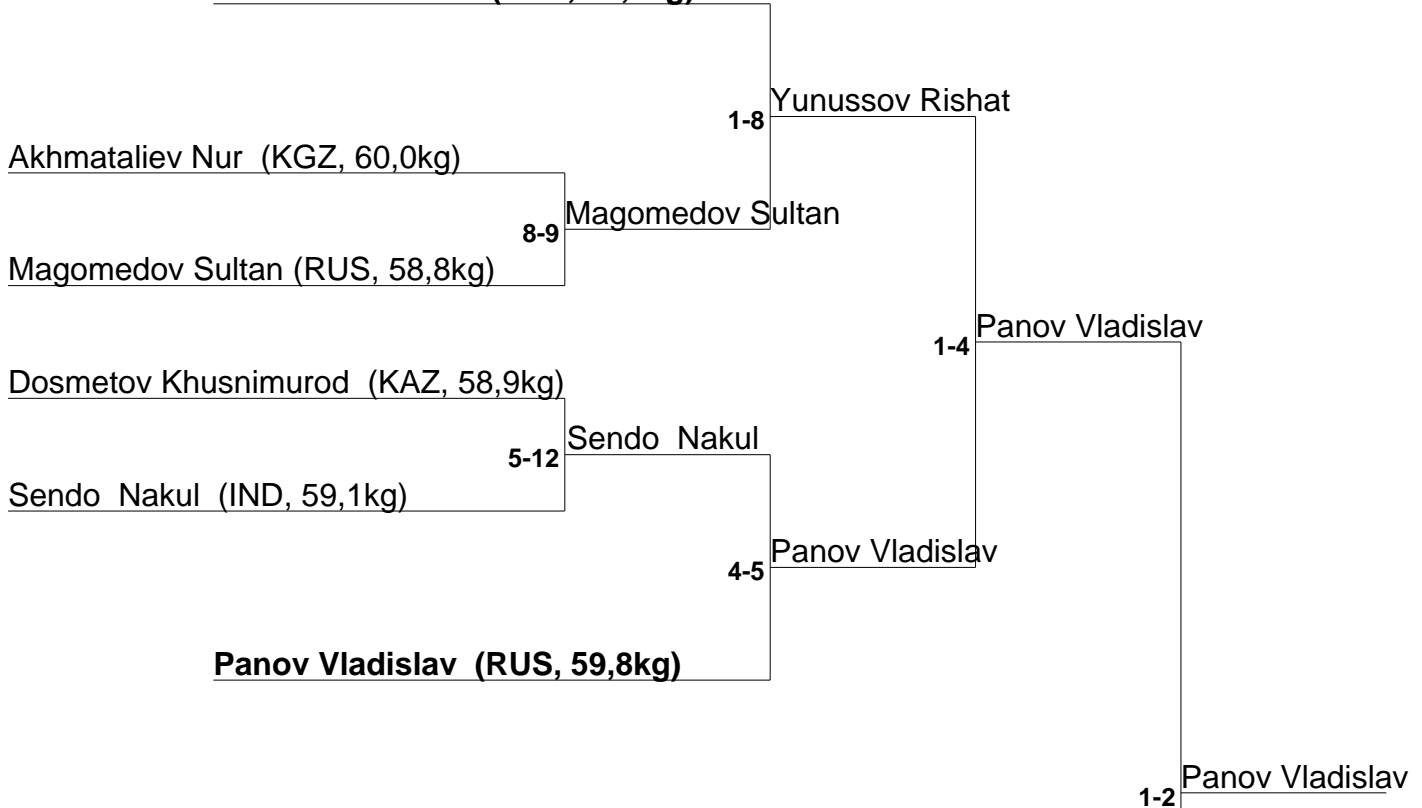 Yunussov Rishat
1-8
Akhmataliev Nur  (KGZ, 60,0kg)
Magomedov Sultan
8-9
Magomedov Sultan (RUS, 58,8kg)
Panov Vladislav
1-4
Dosmetov Khusnimurod  (KAZ, 58,9kg)
Sendo  Nakul
5-12
Sendo  Nakul  (IND, 59,1kg)
Panov Vladislav
4-5
Panov Vladislav  (RUS, 59,8kg)
Panov Vladislav
1-2